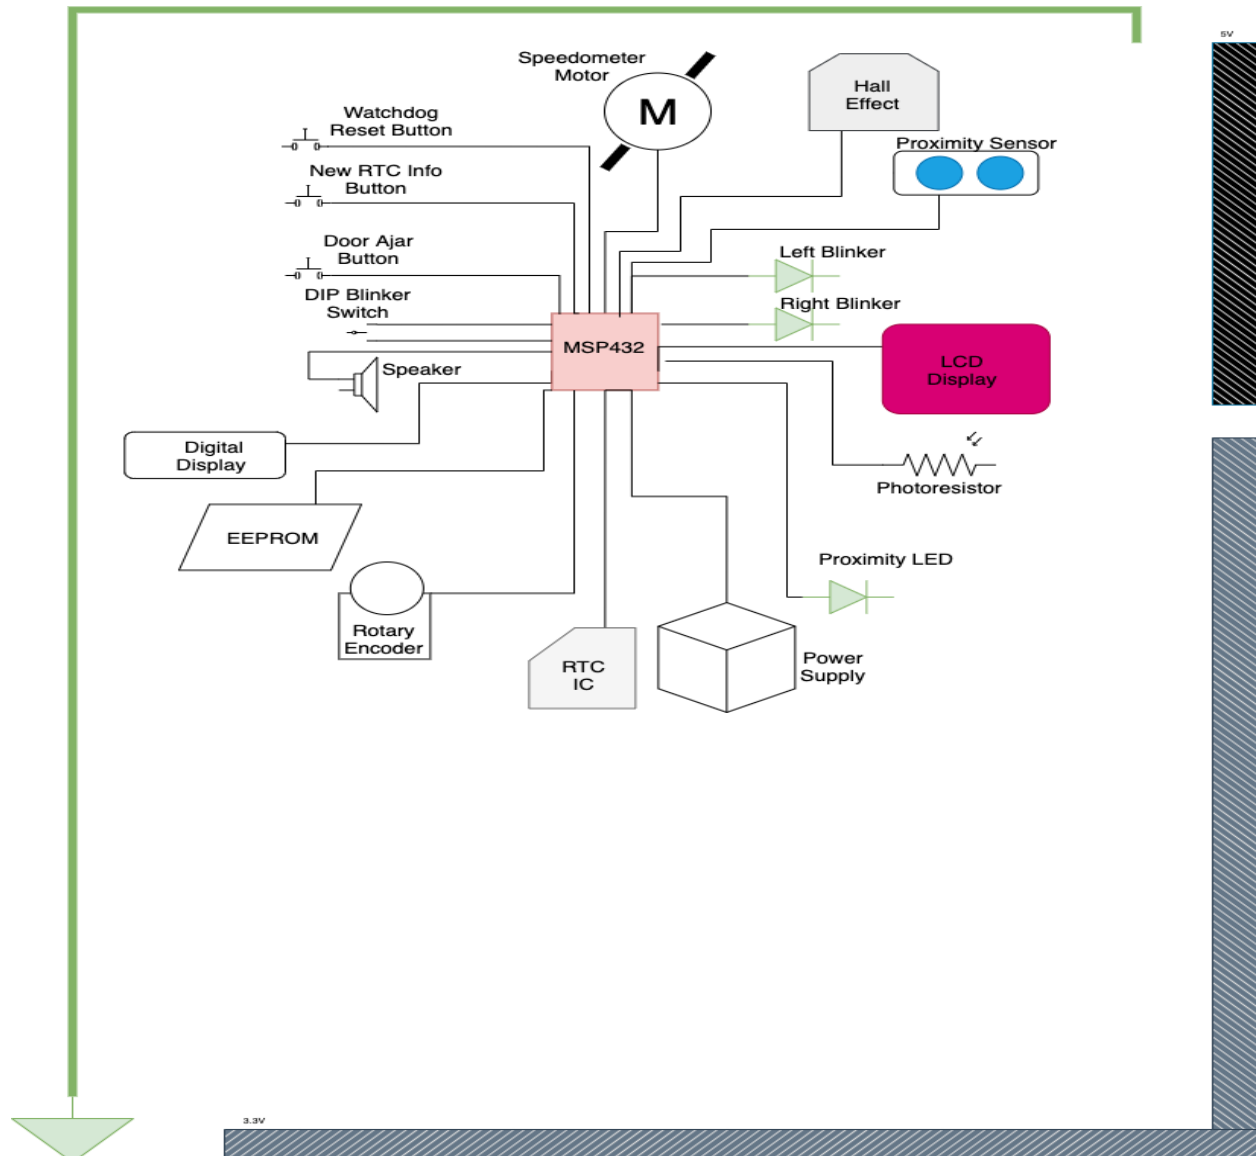 5V
Speedometer
Motor
M
Hall
Effect
Watchdog
Reset Button
Proximity Sensor
New RTC Info
Button
Door Ajar
Button
Left Blinker
DIP Blinker
Switch
Right Blinker
MSP432
LCD
Display
Speaker
Digital
Display
Photoresistor
EEPROM
Proximity LED
Rotary
Encoder
RTC
IC
Power
Supply
3.3V